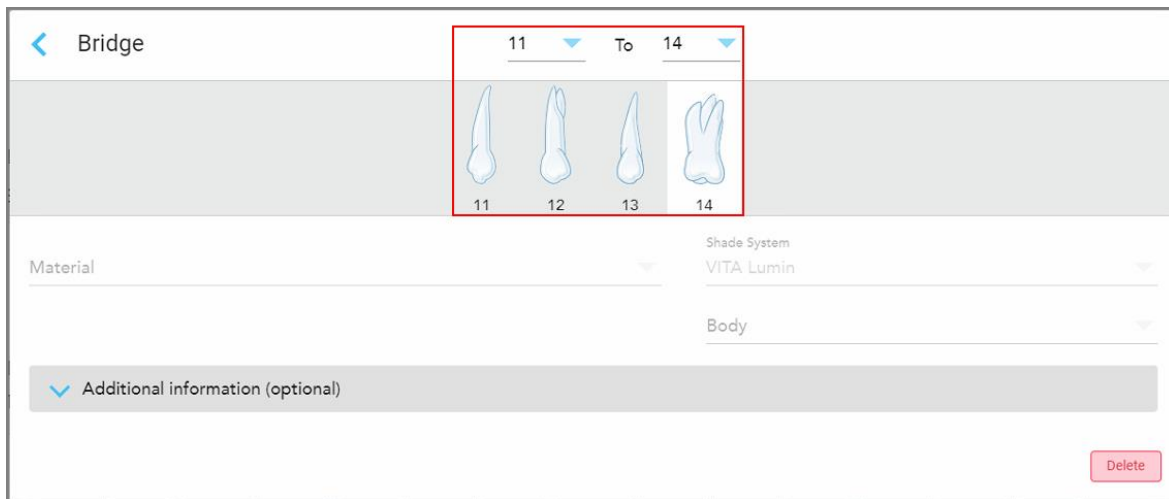 Bridge 11 To 14
11 12 13 14
Shade System
Material VITA Lumin
Body
Additional information (optional)
Delete